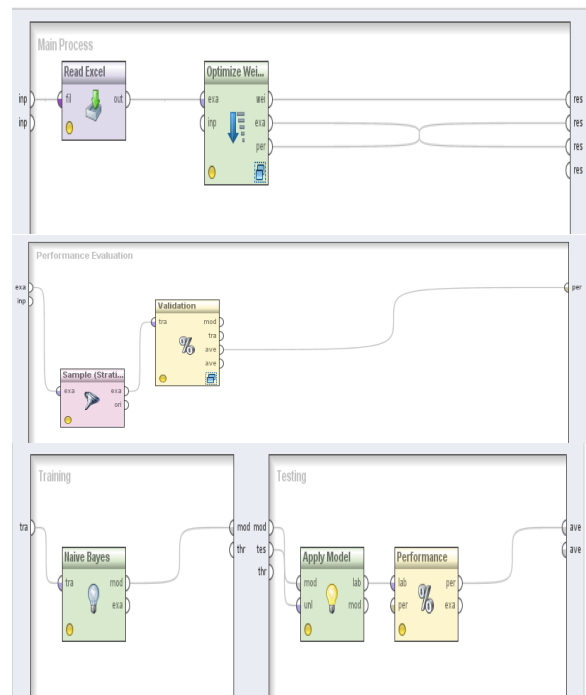 Main Process
Read Excel
Optimize Wei...
inp
fil
out
exa
wei
res
inp
inp
exa
res
per
res
res
Performance Evaluation
exa
per
inp
Validation
tra
mod
tra
ave
ave
Sample (Strati...
exa
exa
ori
Training
Testing
tra
mod
mod
ave
thr
tes
ave
thr
Naive Bayes
tra
mod
exa
Apply Model
mod
lab
unl
mod
Performance
lab
per
per
exa